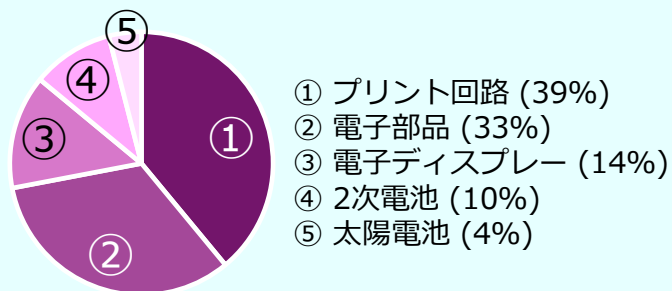 ①
②
③
④
⑤
① プリント回路 (39%)
② 電子部品 (33%)
③ 電子ディスプレー (14%)
④ 2次電池 (10%)
⑤ 太陽電池 (4%)